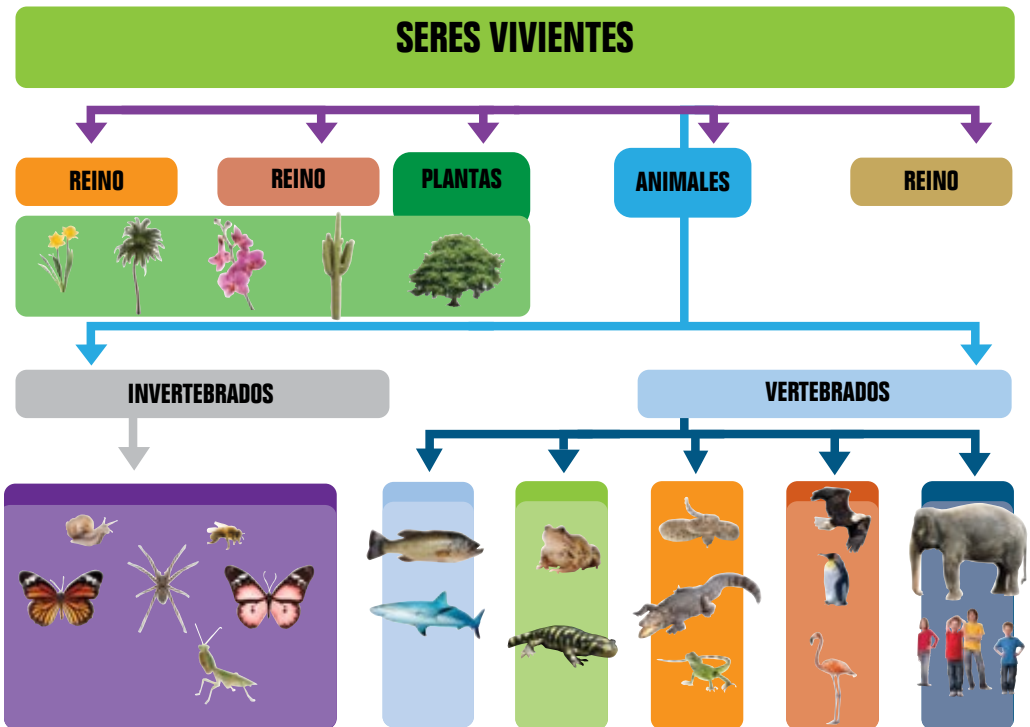 SERES VIVIENTES
REINO
REINO
PLANTAS
ANIMALES
REINO
INVERTEBRADOS
VERTEBRADOS